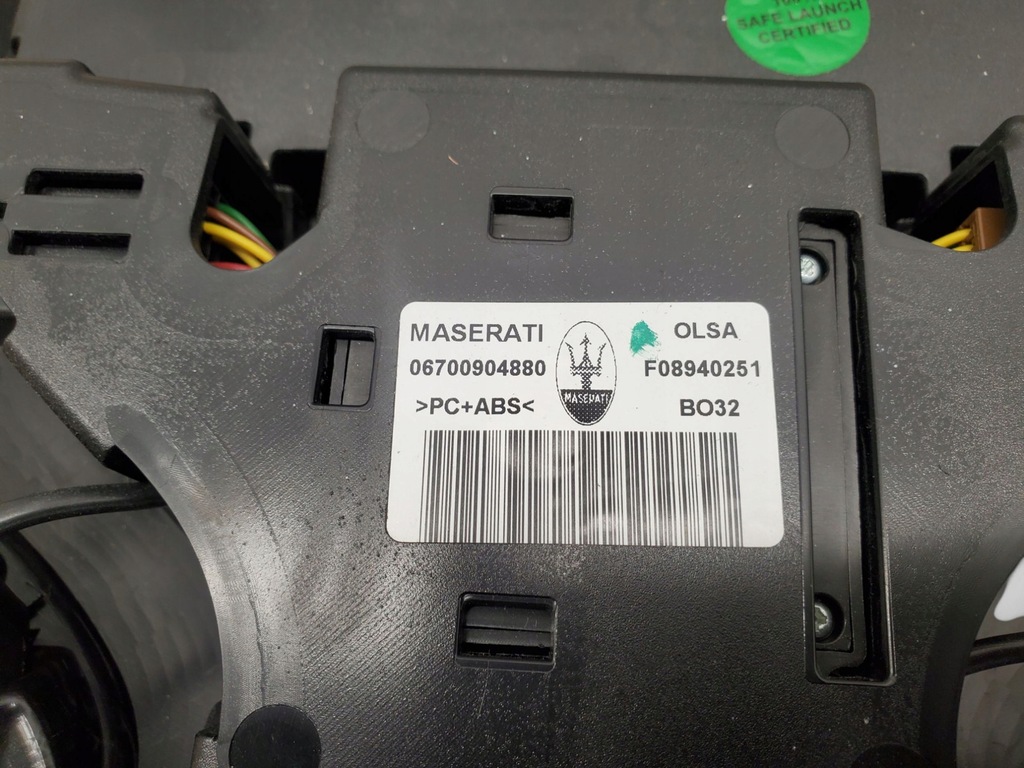 SAFE LAUNCH
CERTIFIED
MASERATI
OLSA
06700904880
F08940251
MASERATI
>PC+ABS<
BO32